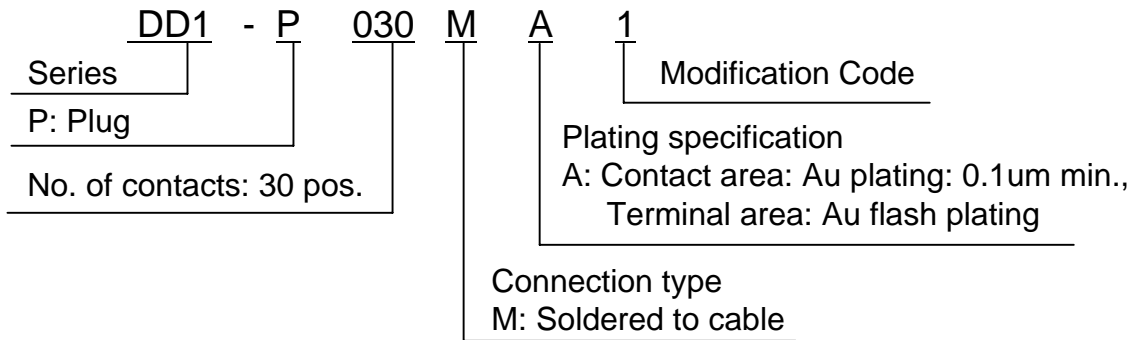 DD1 - P 030 M A 1
Series
Modification Code
P: Plug
Plating specification
A: Contact area: Au plating: 0.1um min.,
No. of contacts: 30 pos.
Terminal area: Au flash plating
Connection type
M: Soldered to cable